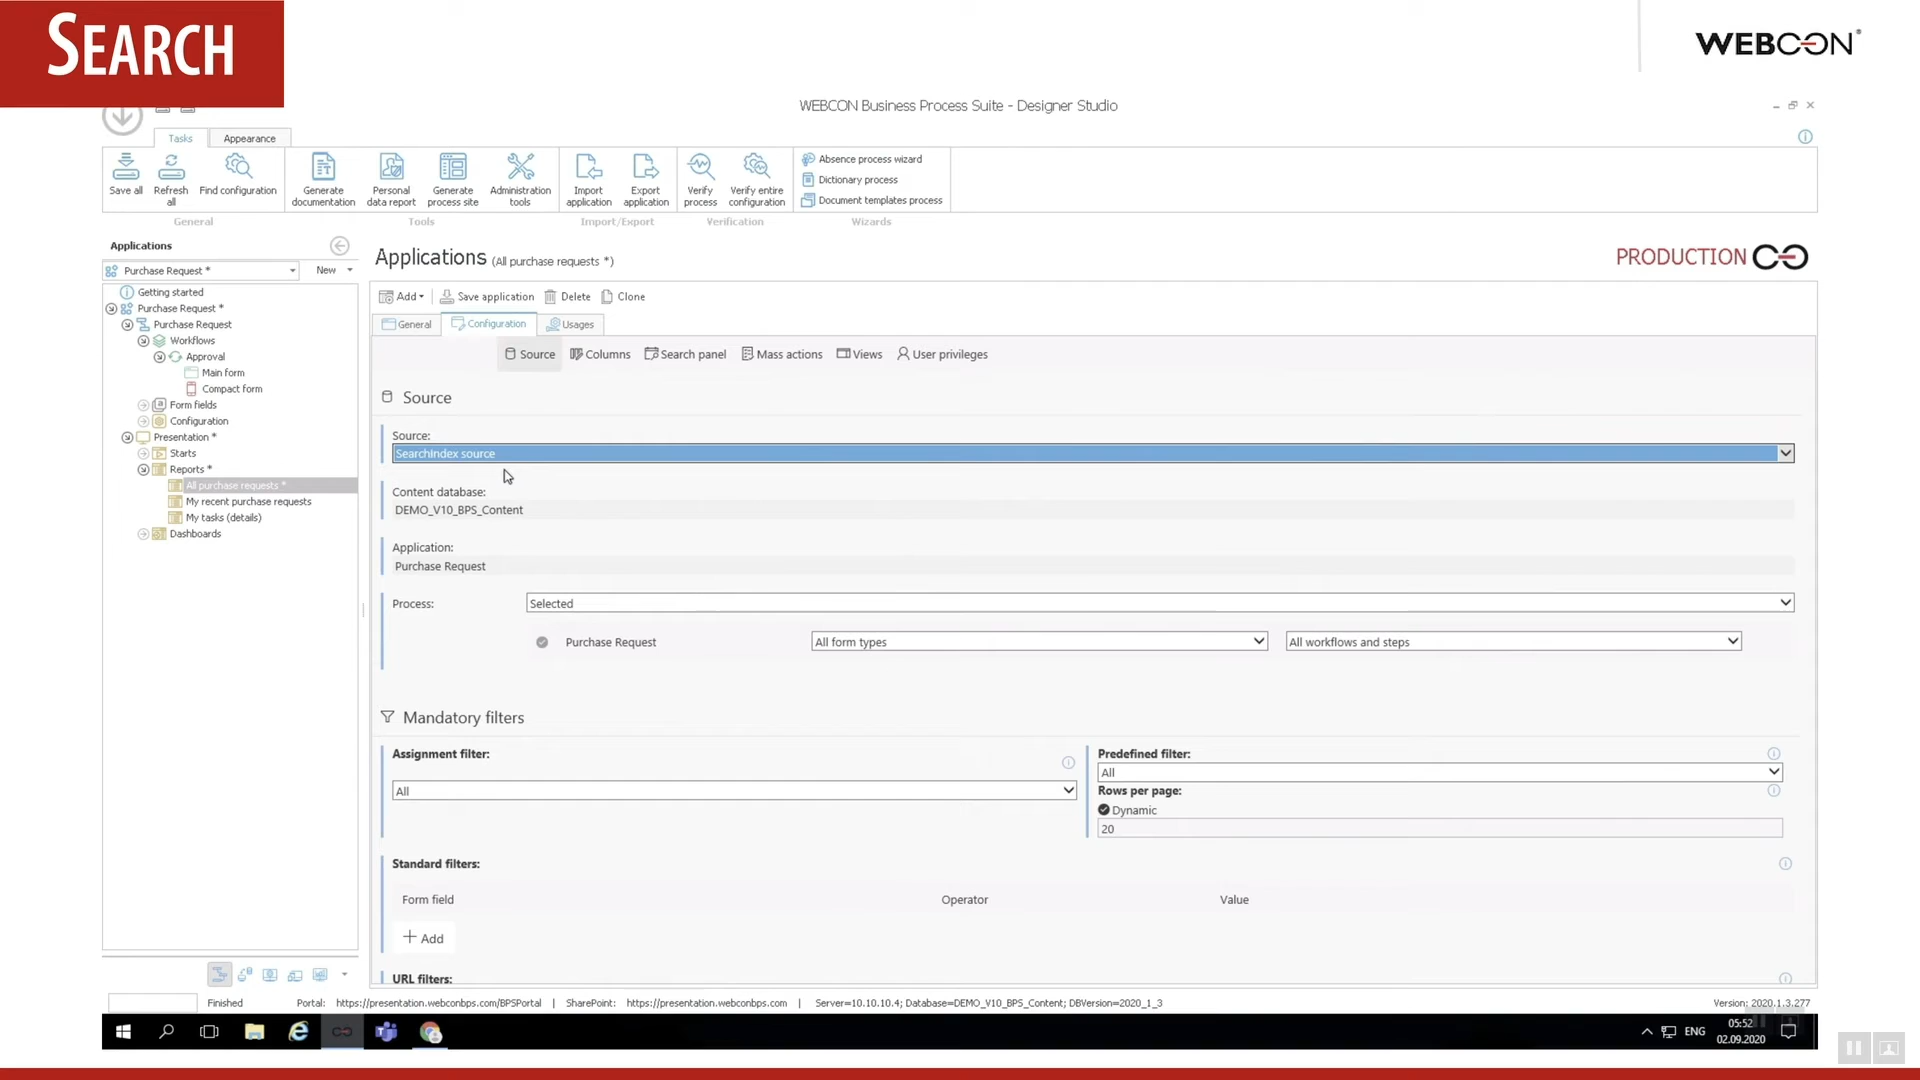 SEARCH
WEBCON
WEBCON Business Process Suite - Designer Studio
Tasks
Appearance
Save all
Refresh all
Find configuration
General
Generate documentation
Personal data report
Generate process site
Administration tools
Tools
Import application
Export application
Import/Export
Verify process
Verify entire configuration
Verification
Absence process wizard
Dictionary process
Document templates process
Wizards
Applications
Purchase Request *
New
Getting started
Purchase Request *
Purchase Request
Workflows
Approval
Main form
Compact form
Form fields
Configuration
Presentation *
Starts
Reports *
All purchase requests *
My recent purchase requests
My tasks (details)
Dashboards
Applications (All purchase requests *)
PRODUCTION
Add
Save application
Delete
Clone
General
Configuration
Usages
Source
Columns
Search panel
Mass actions
Views
User privileges
Source
Source:
SearchIndex source
Content database:
DEMO_V10_BPS_Content
Application:
Purchase Request
Process:
Selected
Purchase Request
All form types
All workflows and steps
Mandatory filters
Assignment filter:
All
Predefined filter:
All
Rows per page:
Dynamic
20
Standard filters:
Form field
Operator
Value
+ Add
URL filters:
Finished
Portal: https://presentation.webconbps.com/BPSPortal | SharePoint: https://presentation.webconbps.com | Server=10.10.10.4; Database=DEMO_V10_BPS_Content; DBVersion=2020_1_3
Version: 2020.1.3.277
ENG
05:52
02.09.2020